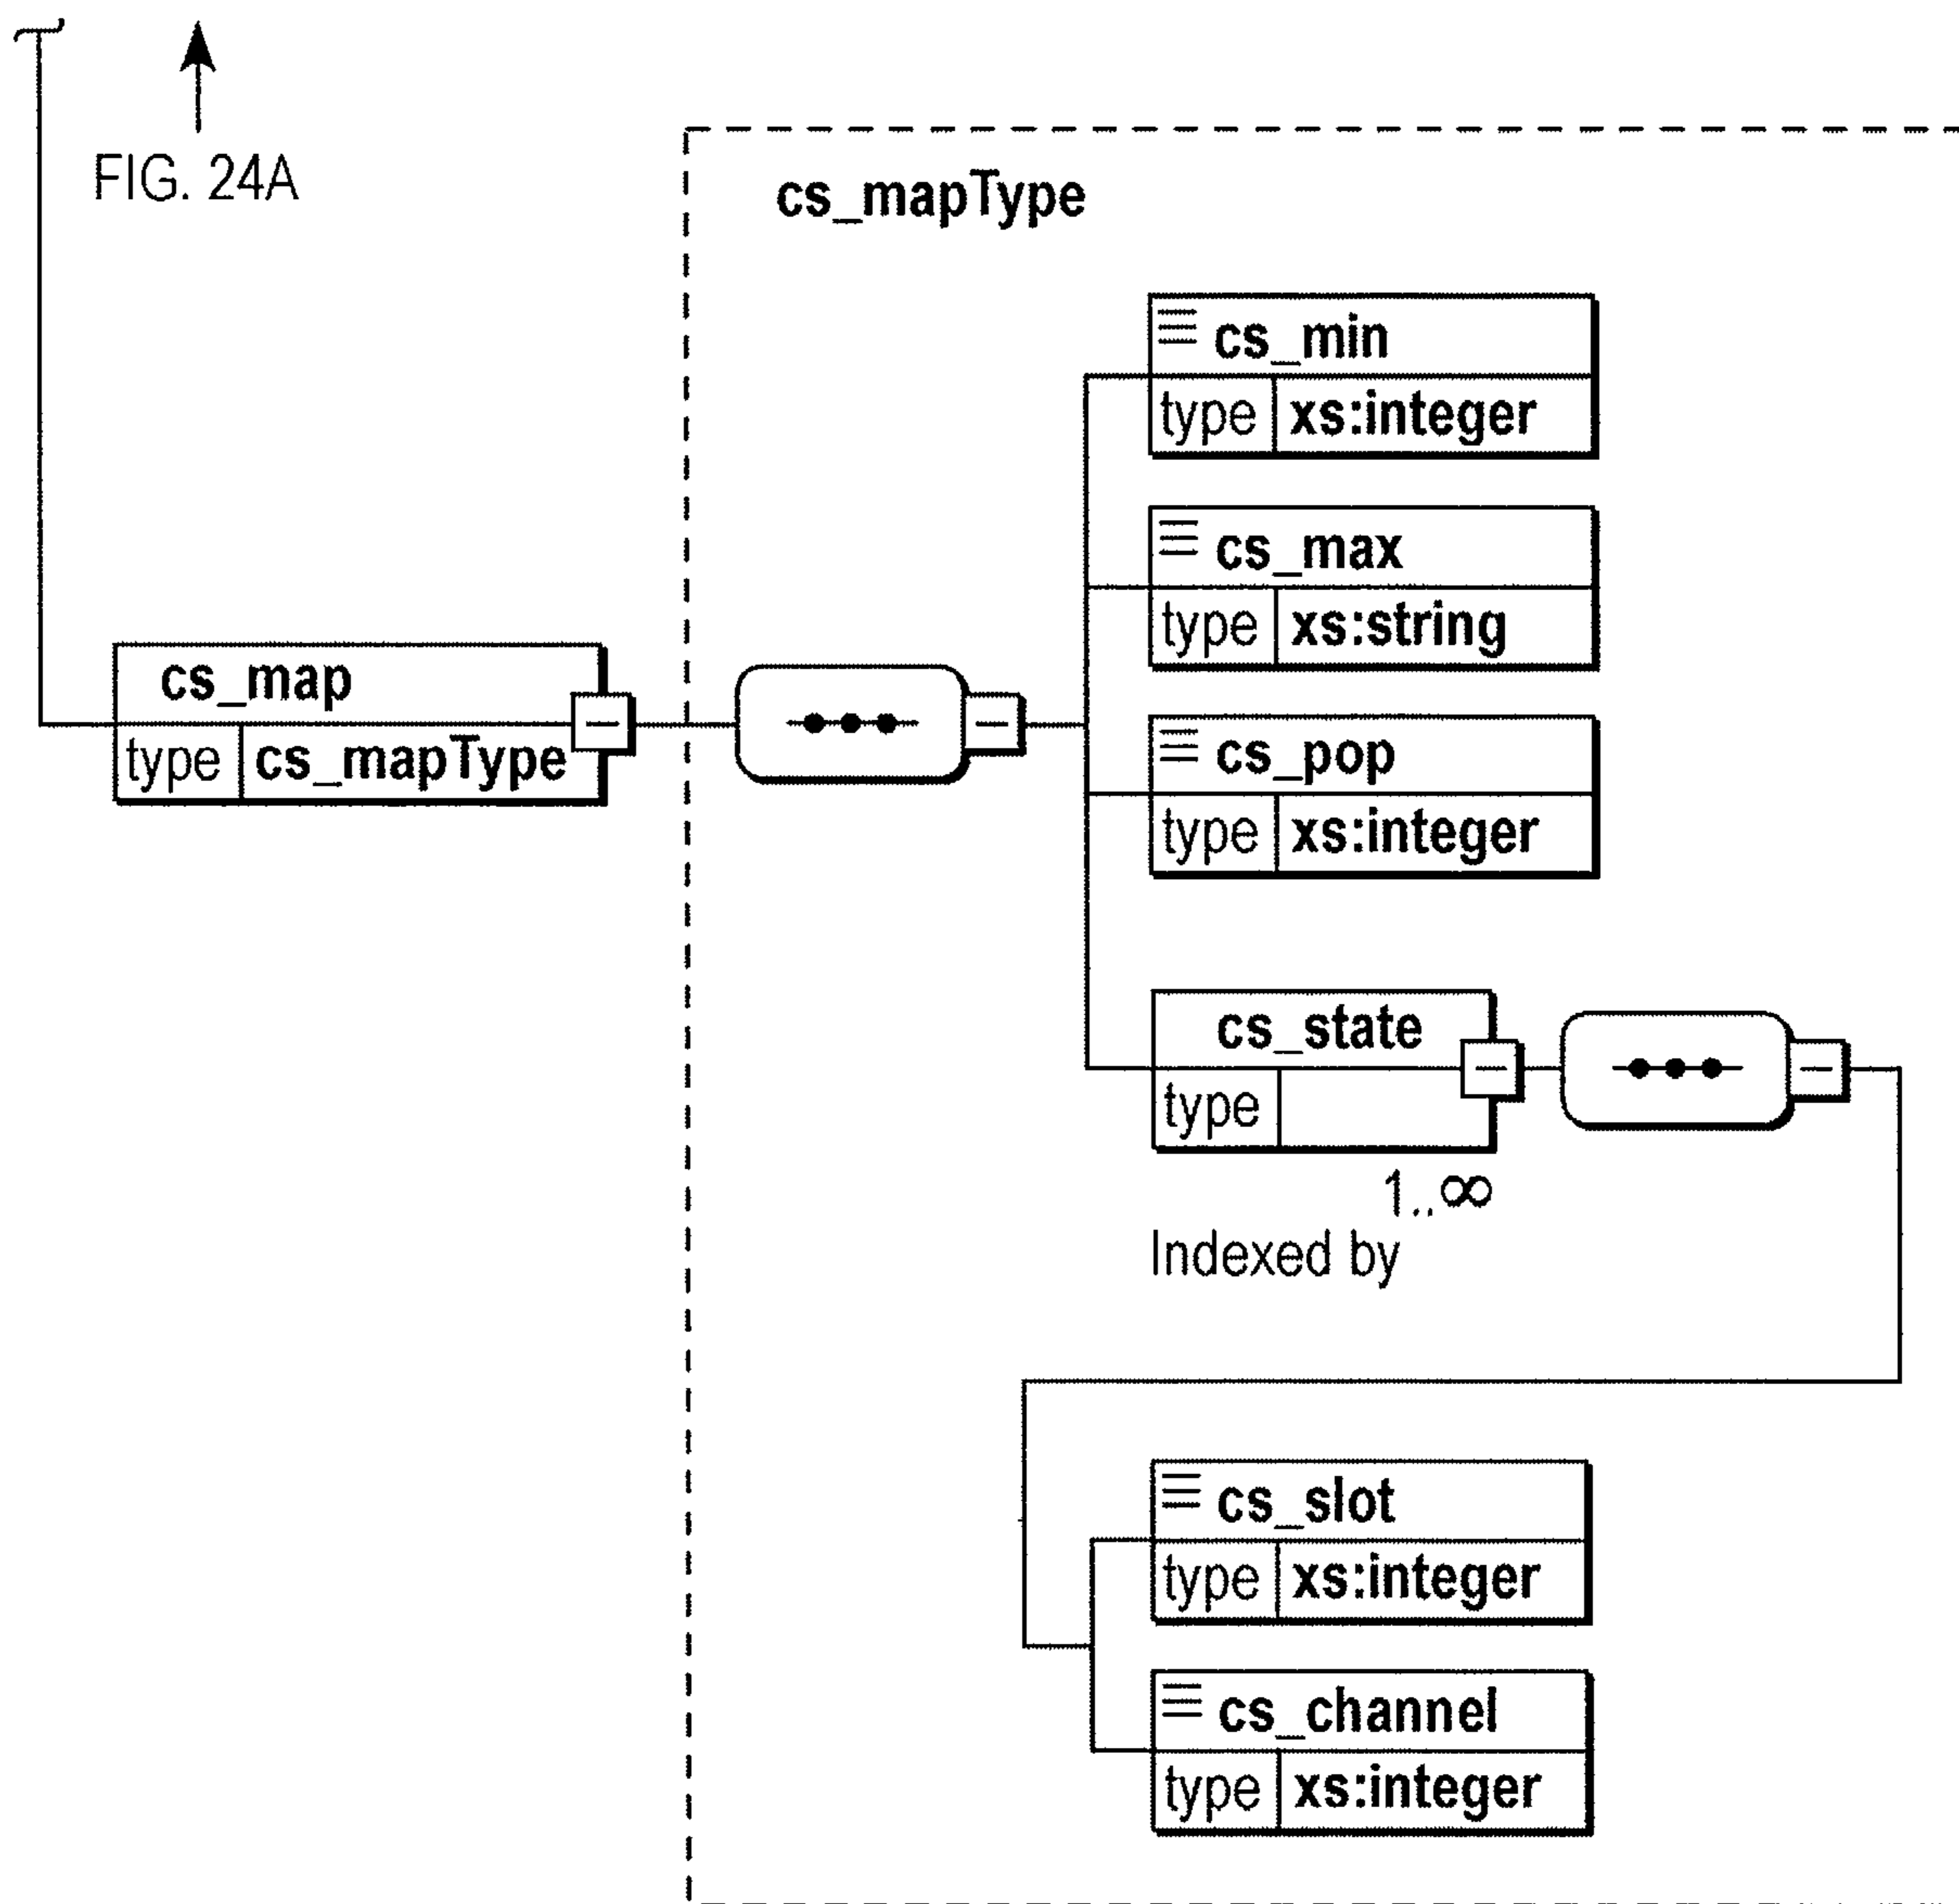 FIG. 24A
cs_mapType
cs_min
type xs:integer
cs_max
type xs:string
cs_map
type cs_mapType
cs_pop
type xs:integer
cs_state
type
1..∞
Indexed by
cs_slot
type xs:integer
cs_channel
type xs:integer